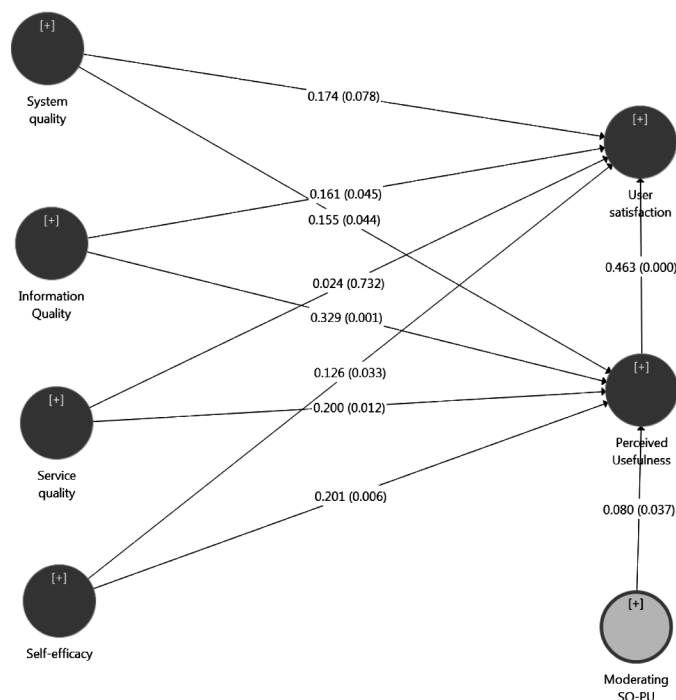 [+]
System
quality
0.174 (0.078)
[+]
User
satisfaction
0.161 (0.045)
0.155 (0.044)
[+]
Information
Quality
0.024 (0.732)
0.463 (0.000)
0.329 (0.001)
[+]
Service
quality
0.126 (0.033)
0.200 (0.012)
[+]
Perceived
Usefulness
0.201 (0.006)
0.080 (0.037)
[+]
Self-efficacy
[+]
Moderating
SQ-PU